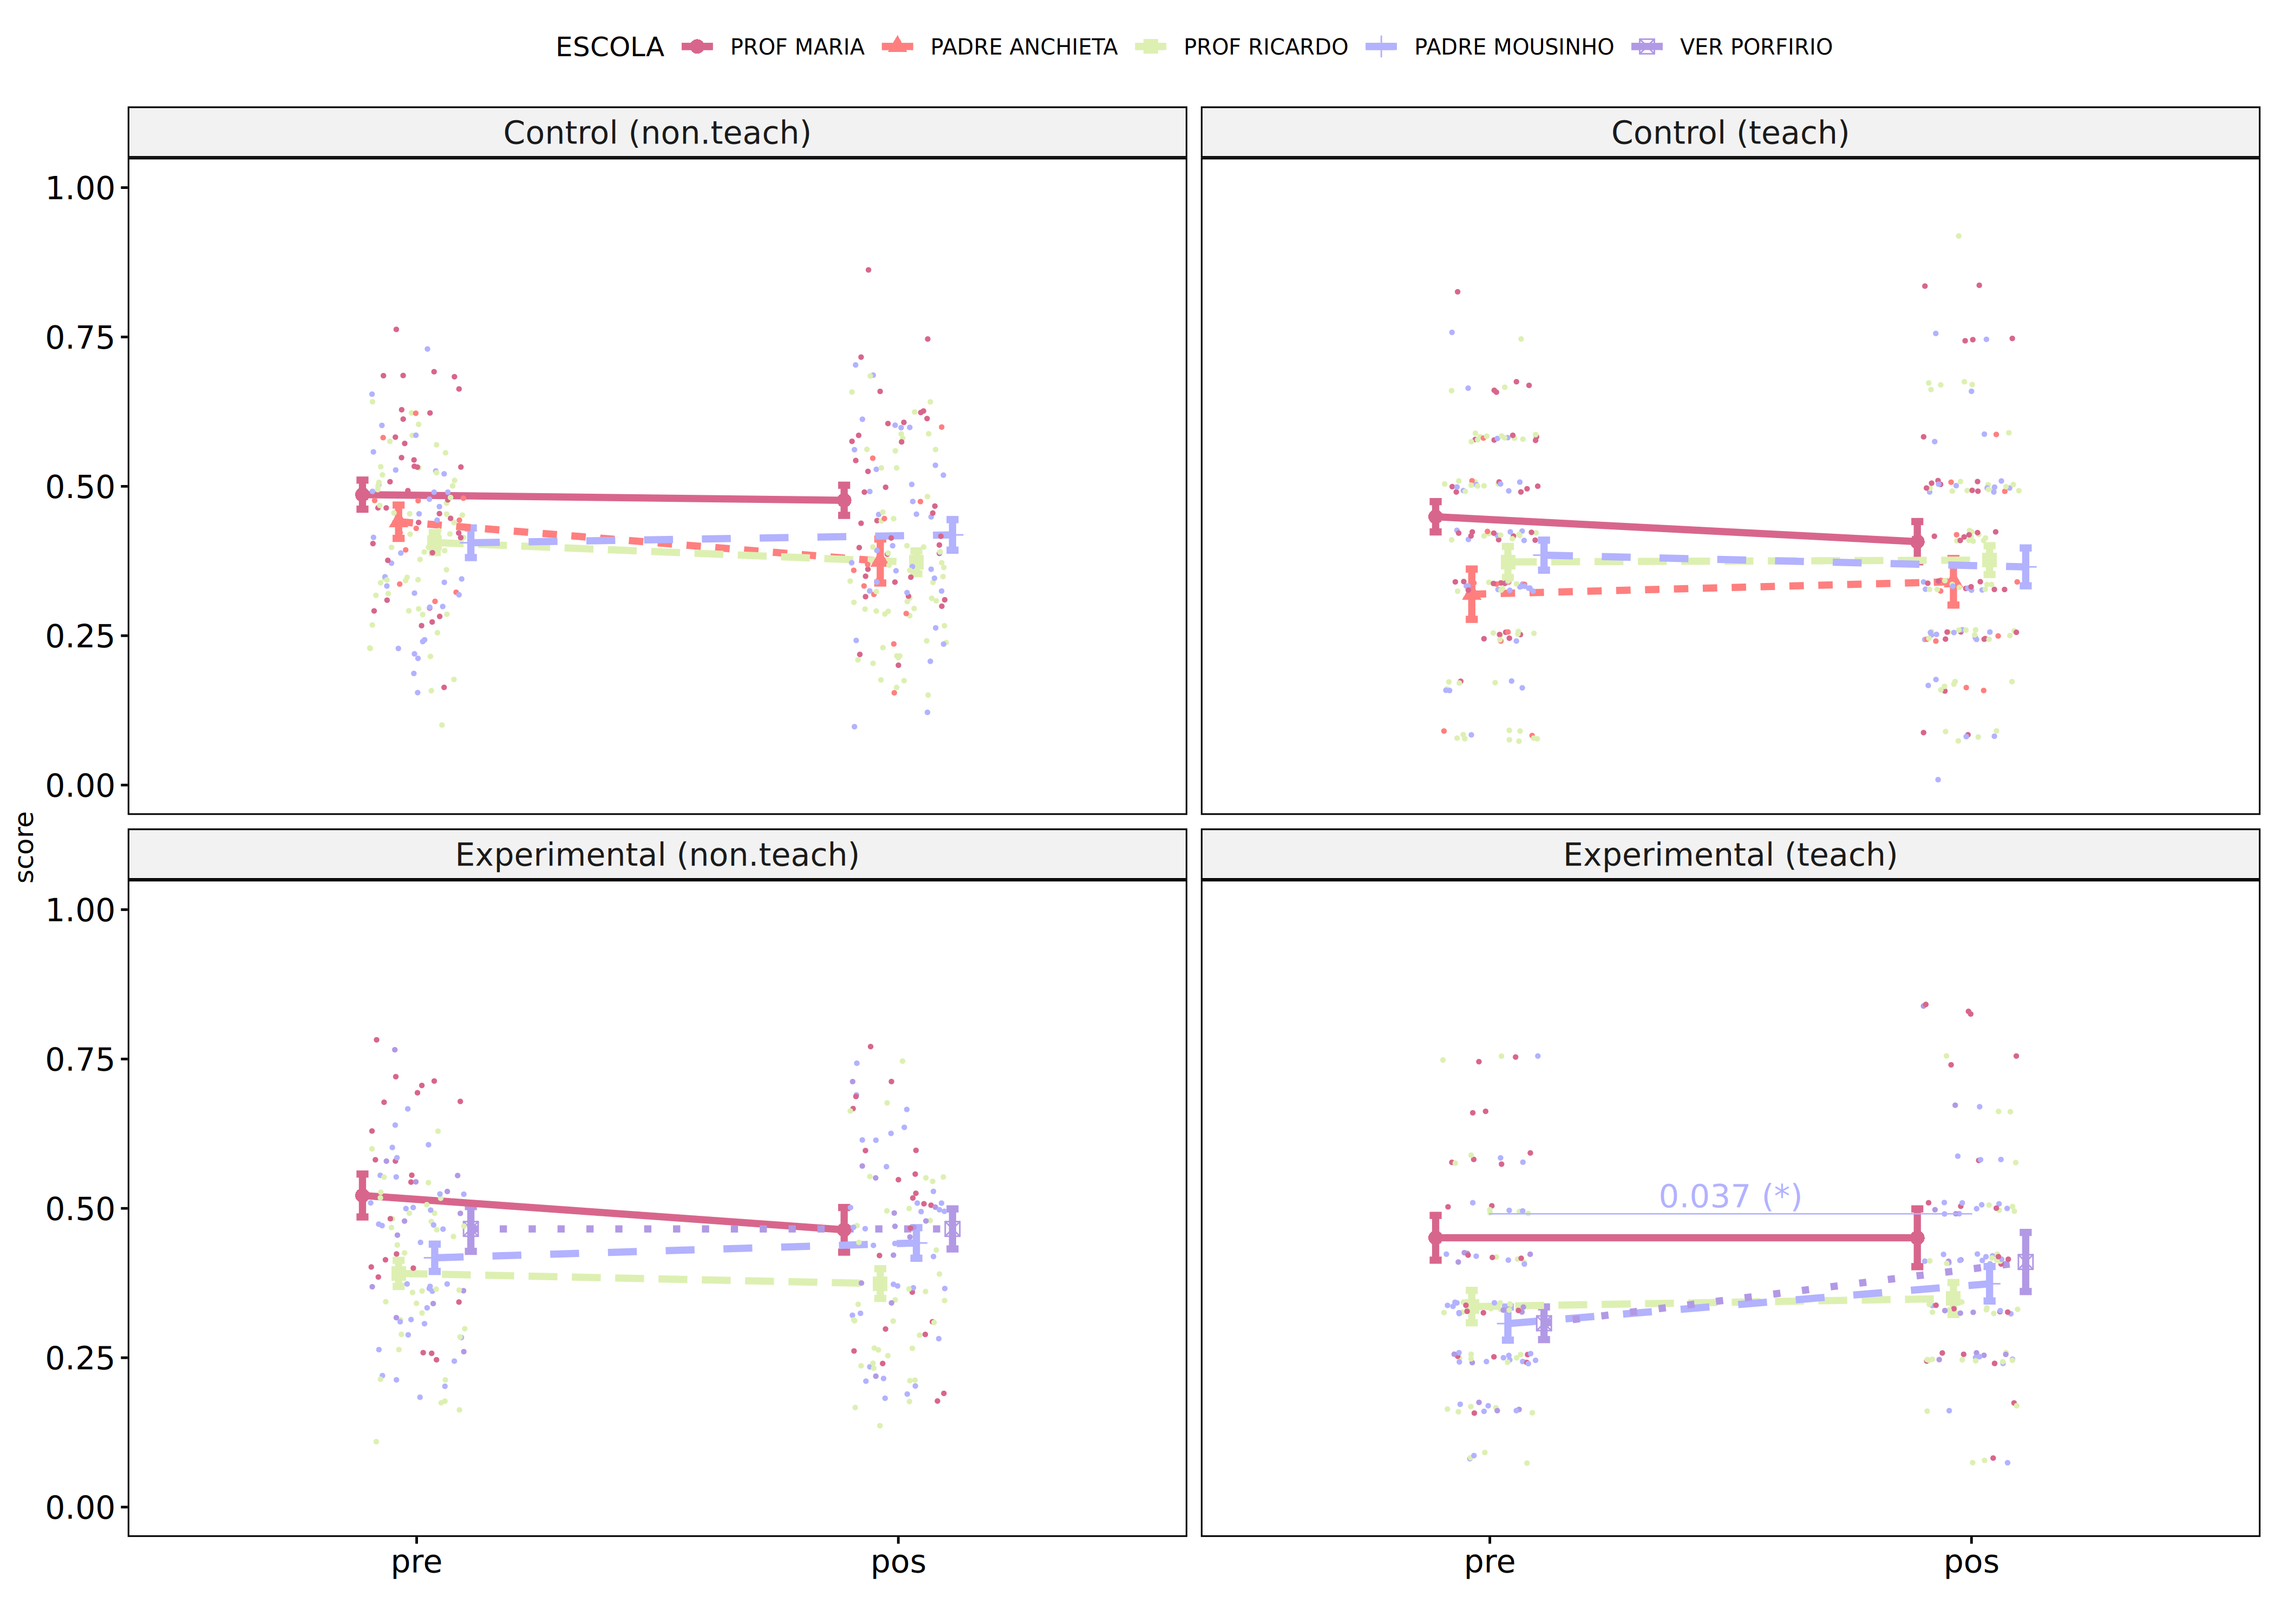 ESCOLA PROF MARIA PADRE ANCHIETA PROF RICARDO PADRE MOUSINHO VER PORFIRIO
Control (non.teach)
Control (teach)
1.00
0.75
0.50
0.25
0.00
score
Experimental (non.teach)
Experimental (teach)
1.00
0.75
0.50
0.25
0.00
0.037 (*)
pre
pos
pre
pos